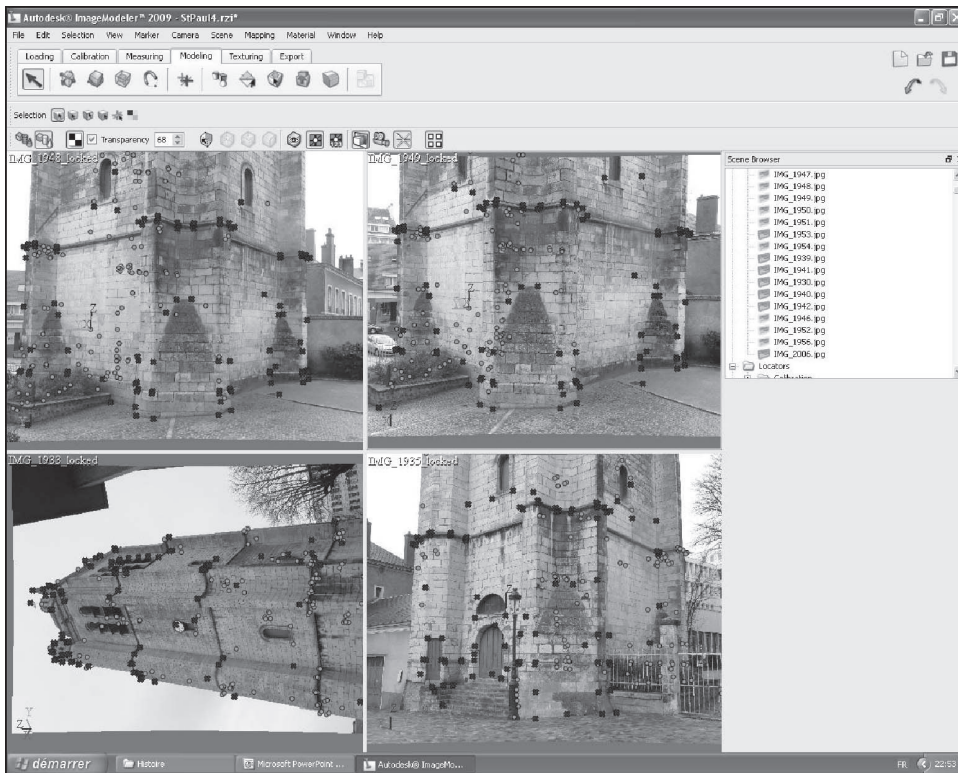 Autodesk® ImageModeler™ 2009 - StPaul4.rzi*
File Edit Selection View Marker Camera Scene Mapping Material Window Help
Loading Calibration Measuring Modeling Texturing Export
Selection
Transparency 68
IMG_1948_locked
IMG_1949_locked
Scene Browser
IMG_1947.jpg
IMG_1948.jpg
IMG_1949.jpg
IMG_1950.jpg
IMG_1951.jpg
IMG_1953.jpg
IMG_1954.jpg
IMG_1939.jpg
IMG_1941.jpg
IMG_1930.jpg
IMG_1940.jpg
IMG_1942.jpg
IMG_1946.jpg
IMG_1952.jpg
IMG_1956.jpg
IMG_2006.jpg
Locators
Calibration
IMG_1933_locked
IMG_1935_locked
Z
Z
Y
Z
démarrer Histoire Microsoft PowerPoint ... Autodesk® ImageMo... FR 22:53